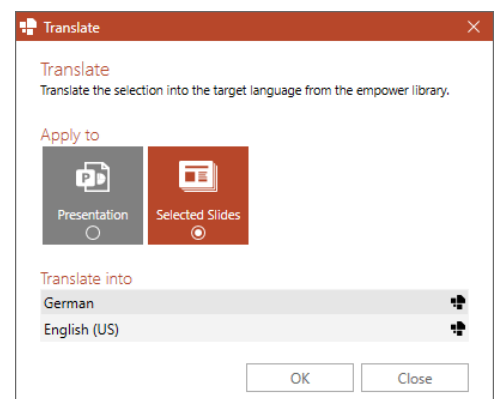 Translate
Translate
Translate the selection into the target language from the empower library.
Apply to
Presentation
Selected Slides
Translate into
German
English (US)
OK
Close